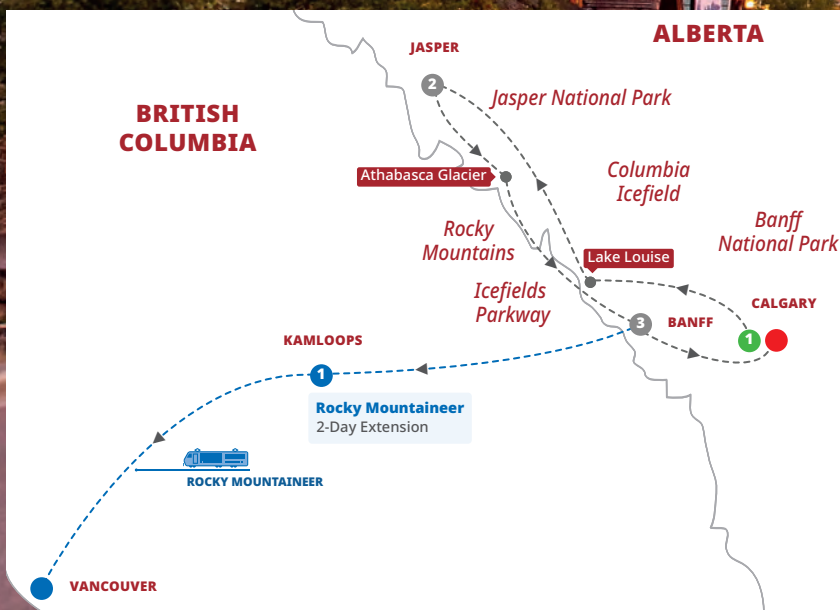 ALBERTA
JASPER
2
Jasper National Park
BRITISH
COLUMBIA
Athabasca Glacier
Columbia
Icefield
Rocky
Mountains
Banff
National Park
Lake Louise
Icefields
Parkway
CALGARY
3
BANFF
1
KAMLOOPS
1
Rocky Mountaineer
2-Day Extension
ROCKY MOUNTAINEER
VANCOUVER